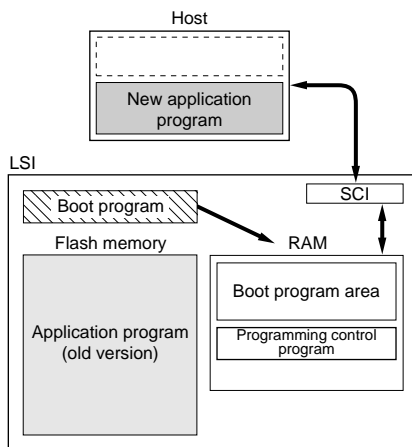 Host
New application
program
LSI
SCI
Boot program
Flash memory
RAM
Application program
(old version)
Boot program area
Programming control
program